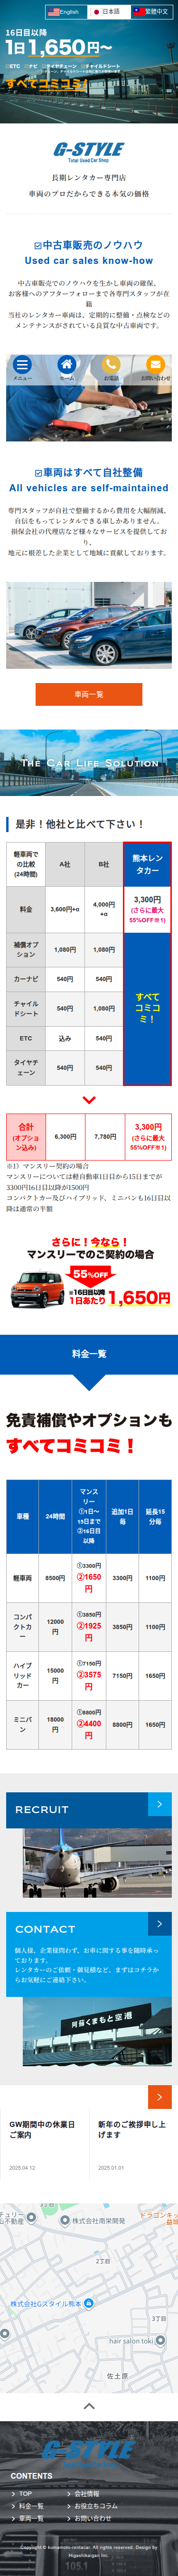 English
日本語
繁體中文
16日目以降
1日1,650円〜
☑ETC ☑ナビ ☑タイヤチェーン ☑チャイルドシート
すべてコミコミ!
G-STYLE
Total Used Car Shop
長期レンタカー専門店
車両のプロだからできる本気の価格
☑中古車販売のノウハウ
Used car sales know-how
中古車販売でのノウハウを生かし車両の確保、
お客様へのアフターフォローまで各専門スタッフが在
籍
当社のレンタカー車両は、定期的に整備・点検などの
メンテナンスがされている良質な中古車両です。
メニュー
ホーム
お電話
お問い合わせ
☑車両はすべて自社整備
All vehicles are self-maintained
専門スタッフが自社で整備するから費用を大幅削減、
自信をもってレンタルできる車しかありません。
損保会社の代理店など様々なサービスを提供してお
り、
地元に根差した企業として地域に貢献しております。
車両一覧
THE CAR LIFE SOLUTION
是非！他社と比べて下さい！
軽車両で
の比較
(24時間)
A社
B社
熊本レン
タカー
料金
3,600円+α
4,000円
+α
3,300円
(さらに最大
55%OFF※1)
補償オプ
ション
1,080円
1,080円
すべて
コミコ
ミ！
カーナビ
540円
540円
チャイル
ドシート
540円
1,080円
ETC
込み
540円
タイヤチ
ェーン
540円
540円
合計
(オプショ
ン込み)
6,300円
7,780円
3,300円
(さらに最大
55%OFF※1)
※1）マンスリー契約の場合
マンスリーについては軽自動車1日目から15日までが
3300円16日目以降が1500円
コンパクトカー及びハイブリッド、ミニバンも16日目以
降は通常の半額
さらに！今なら！
マンスリーでのご契約の場合
55%OFF
※16日目以降
1日あたり1,650円
料金一覧
免責補償やオプションも
すべてコミコミ！
車種
24時間
マンス
リー
①1日〜
15日まで
②16日目
以降
追加1日
毎
延長15
分毎
軽車両
8500円
①3300円
②1650
円
3300円
1100円
コンパ
クトカ
ー
12000
円
①3850円
②1925
円
3850円
1100円
ハイブ
リッド
カー
15000
円
①7150円
②3575
円
7150円
1650円
ミニバ
ン
18000
円
①8800円
②4400
円
8800円
1650円
RECRUIT
CONTACT
個人様、企業様問わず、お車に関する事を随時承っ
ております。
レンタカーのご依頼・御見積など、まずはコチラか
らお気軽にご連絡下さい。
阿蘇くまもと空港
GW期間中の休業日
ご案内
2025.04.12
新年のご挨拶申し上
げます
2025.01.01
ドラゴンキッ
株式会社南栄開発
2丁目
株式会社Gスタイル熊本
3丁目
hair salon toki
佐土原
G-STYLE
CONTENTS
TOP
料金一覧
車両一覧
会社情報
お役立ちコラム
お問い合わせ
Copyright © kumamoto-rentacar. All rights reserved. Design by
Higashikaigan Inc.